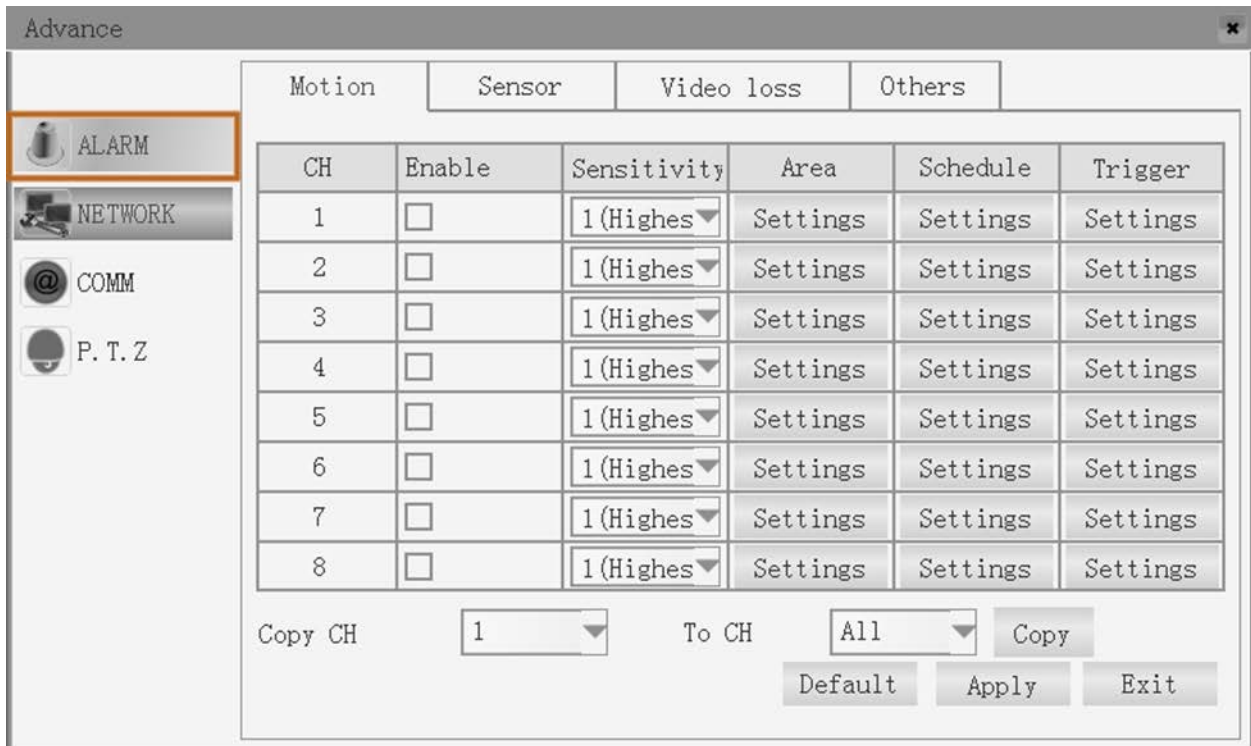 Advance
Motion Sensor Video loss Others
ALARM
NETWORK
COMM
P.T.Z
CH Enable Sensitivity Area Schedule Trigger
1 1(Highes Settings Settings Settings
2 1(Highes Settings Settings Settings
3 1(Highes Settings Settings Settings
4 1(Highes Settings Settings Settings
5 1(Highes Settings Settings Settings
6 1(Highes Settings Settings Settings
7 1(Highes Settings Settings Settings
8 1(Highes Settings Settings Settings
Copy CH 1 To CH All Copy
Default Apply Exit